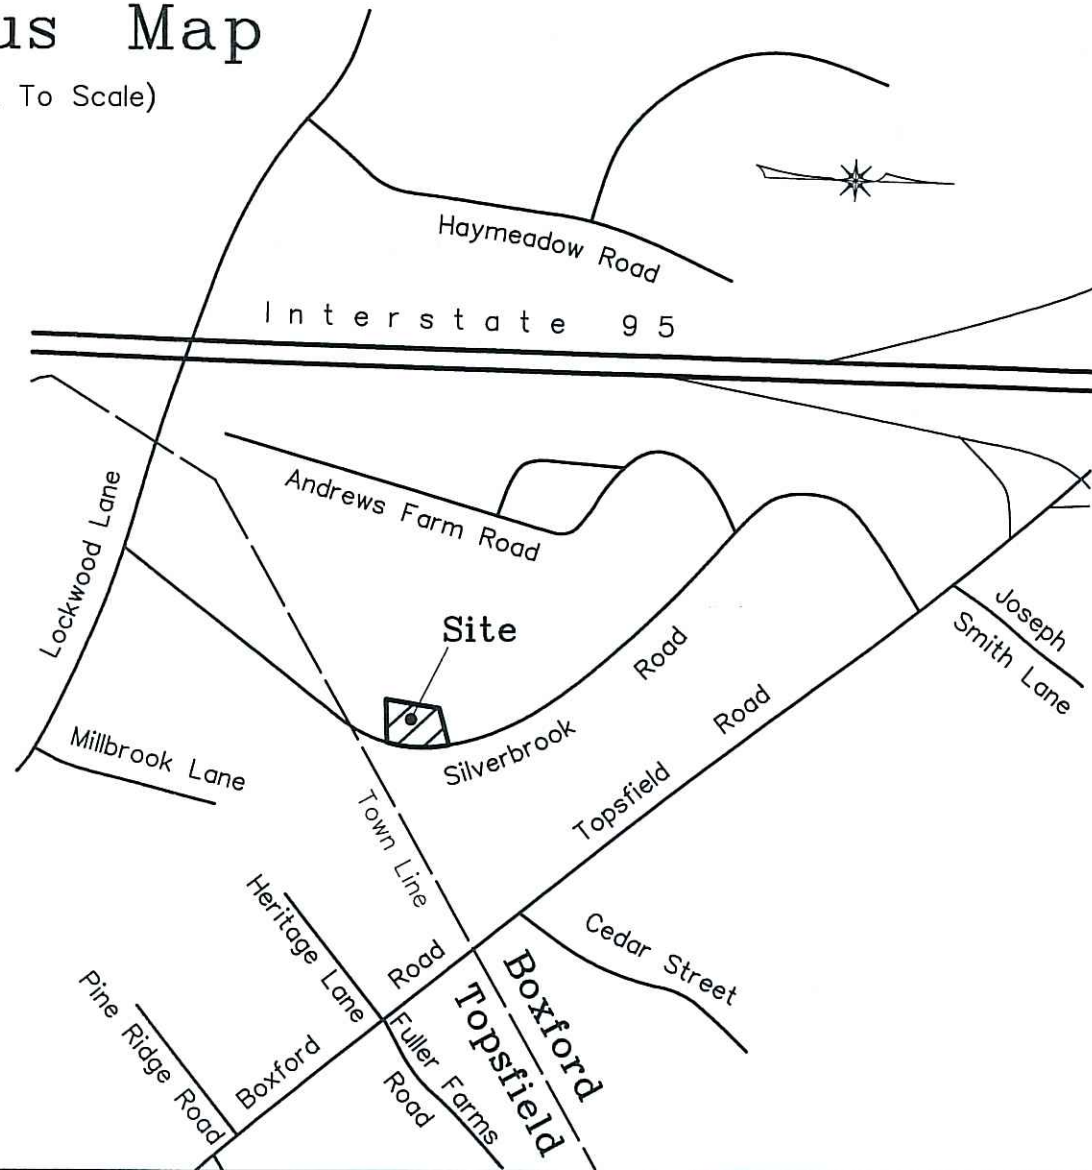 us Map
To Scale)
Haymeadow Road
Interstate 95
Andrews Farm Road
Lockwood Lane
Site
Joseph
Smith Lane
Silverbrook Road
Topsfield Road
Millbrook Lane
Town Line
Heritage Lane
Cedar Street
Boxford
Topsfield
Boxford Road
Fuller Farms
Road
Pine Ridge Road